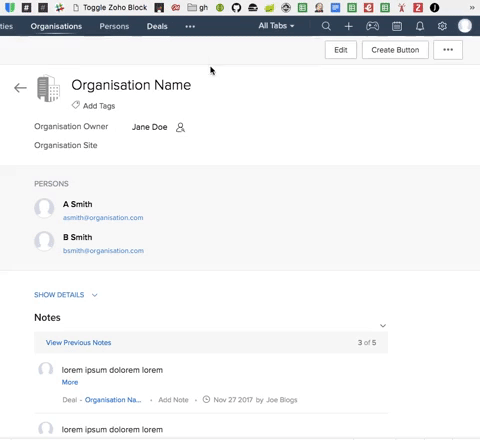 Toggle Zoho Block gh »
ties Organisations Persons Deals ••• All Tabs
Edit Create Button •••
Organisation Name
Add Tags
Organisation Owner Jane Doe
Organisation Site
PERSONS
A Smith
asmith@organisation.com
B Smith
bsmith@organisation.com
SHOW DETAILS
Notes
View Previous Notes 3 of 5
lorem ipsum dolorem lorem
More
Deal - Organisation Na... • Add Note • Nov 27 2017 by Joe Blogs
lorem ipsum dolorem lorem